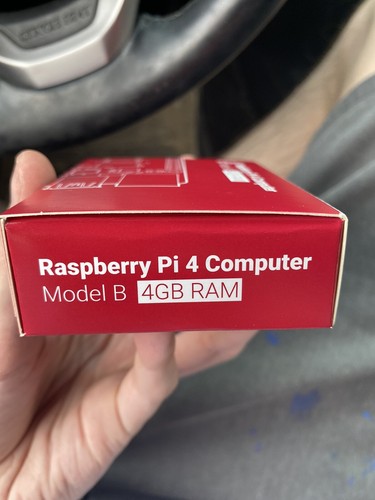 Raspberry Pi 4 Computer
Model B 4GB RAM